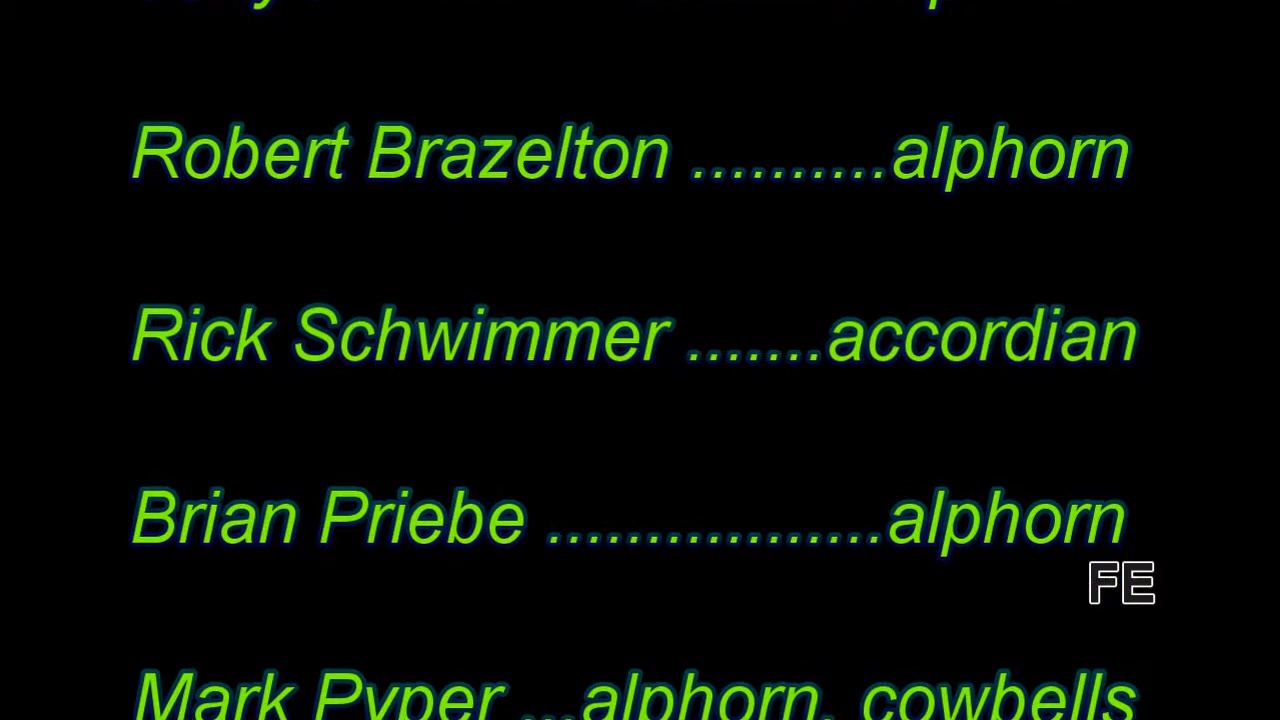 Robert Brazelton ..........alphorn
Rick Schwimmer .......accordian
Brian Priebe .................alphorn
FE
Mark Pyper ...alphorn, cowbells